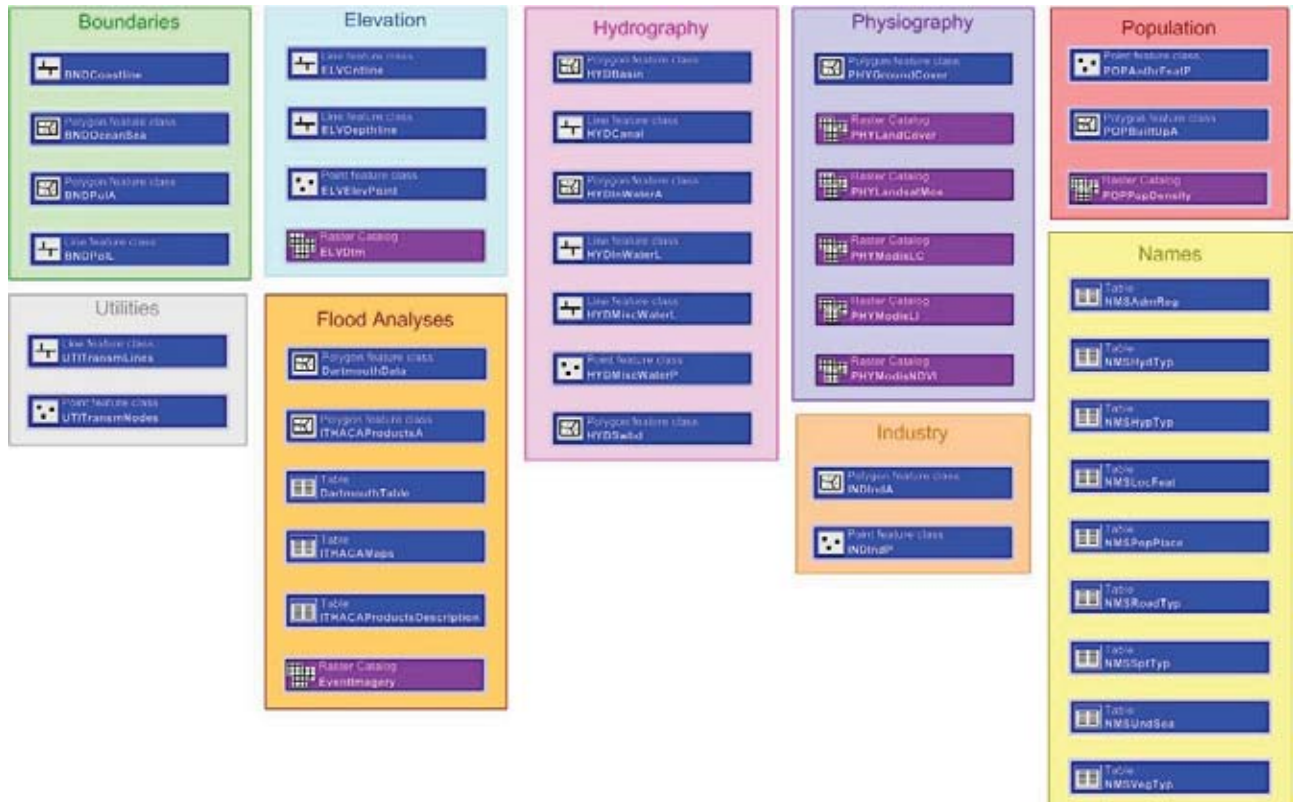 Boundaries
Line feature class
BNDCoastline
Polygon feature class
BNDOceanSea
Polygon feature class
BNDPolA
Line feature class
BNDPolL
Utilities
Line feature class
UTITransmLines
Point feature class
UTITransmNodes
Elevation
Line feature class
ELVCntline
Line feature class
ELVDepthline
Point feature class
ELVElevPoint
Raster Catalog
ELVDtm
Flood Analyses
Polygon feature class
DartmouthData
Polygon feature class
ITHACAProductsA
Table
DartmouthTable
Table
ITHACAMaps
Table
ITHACAProductsDescription
Raster Catalog
EventImagery
Hydrography
Polygon feature class
HYDBasin
Line feature class
HYDCanal
Polygon feature class
HYDInWaterA
Line feature class
HYDInWaterL
Line feature class
HYDMiscWaterL
Point feature class
HYDMiscWaterP
Polygon feature class
Physiography
Polygon feature class
PHYGroundCover
Raster Catalog
PHYLandCover
Raster Catalog
PHYLandsatMos
Raster Catalog
PHYModisLC
Raster Catalog
PHYModisLI
Raster Catalog
PHYModisNDVI
Industry
Polygon feature class
INDIndA
Point feature class
INDIndP
Population
Point feature class
POPAnthrFeatP
Polygon feature class
POPBuiltUpA
Raster Catalog
POPPopDensity
Names
Table
NMSAdmReg
Table
NMSHydTyp
Table
NMSHypTyp
Table
NMSLocFeat
Table
NMSPopPlace
Table
NMSRoadTyp
Table
NMSSptTyp
Table
NMSUndSea
Table
NMSVegTyp